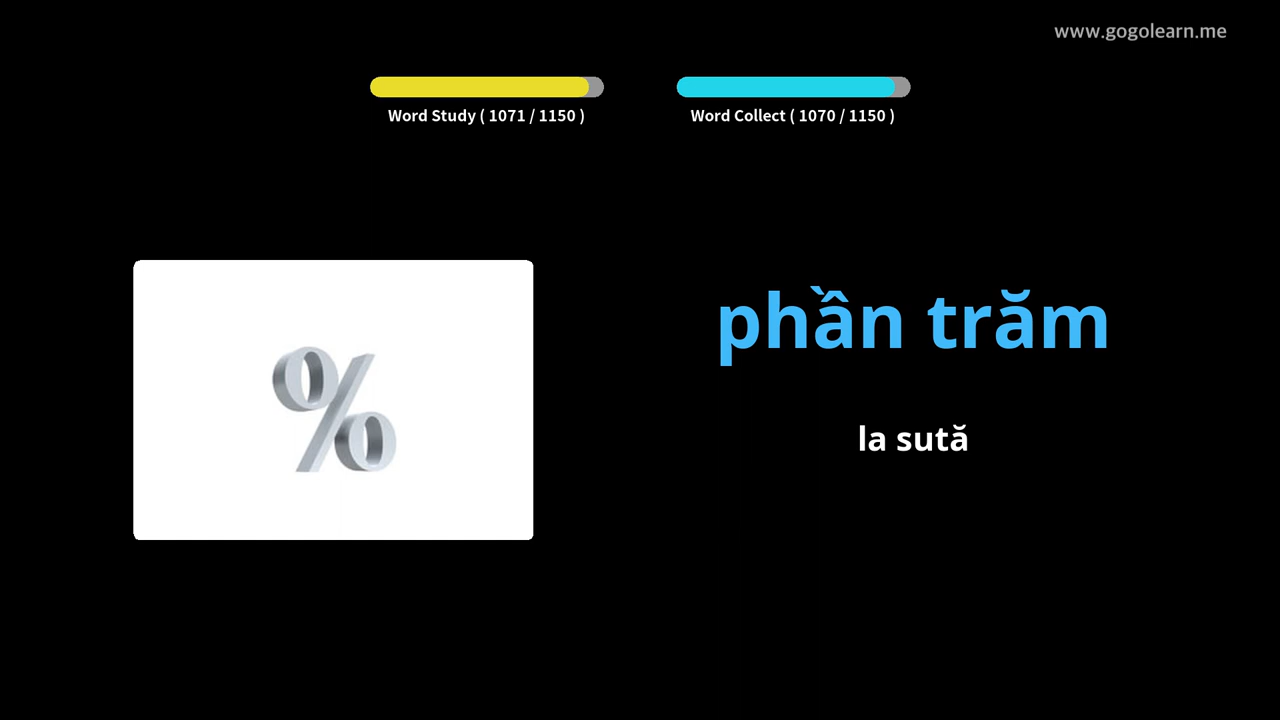 www.gogolearn.me
Word Study ( 1071 / 1150 )
Word Collect ( 1070 / 1150 )
%
phần trăm
la sută